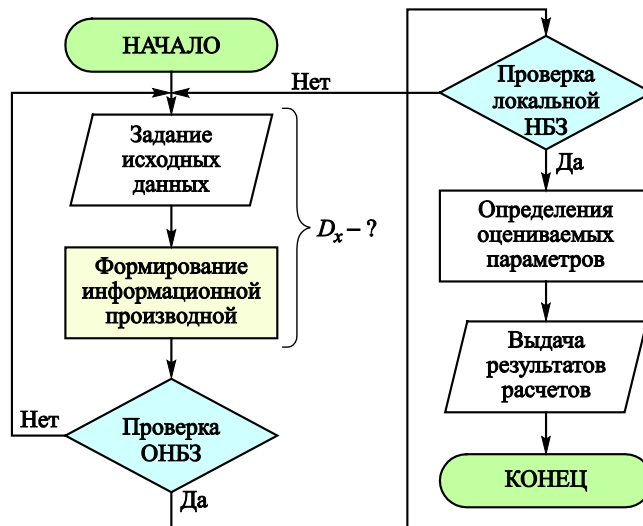 НАЧАЛО
Задание
исходных
данных
Формирование
информационной
производной
D_x – ?
Проверка
ОНБЗ
Нет
Да
Проверка
локальной
НБЗ
Нет
Да
Определения
оцениваемых
параметров
Выдача
результатов
расчетов
КОНЕЦ